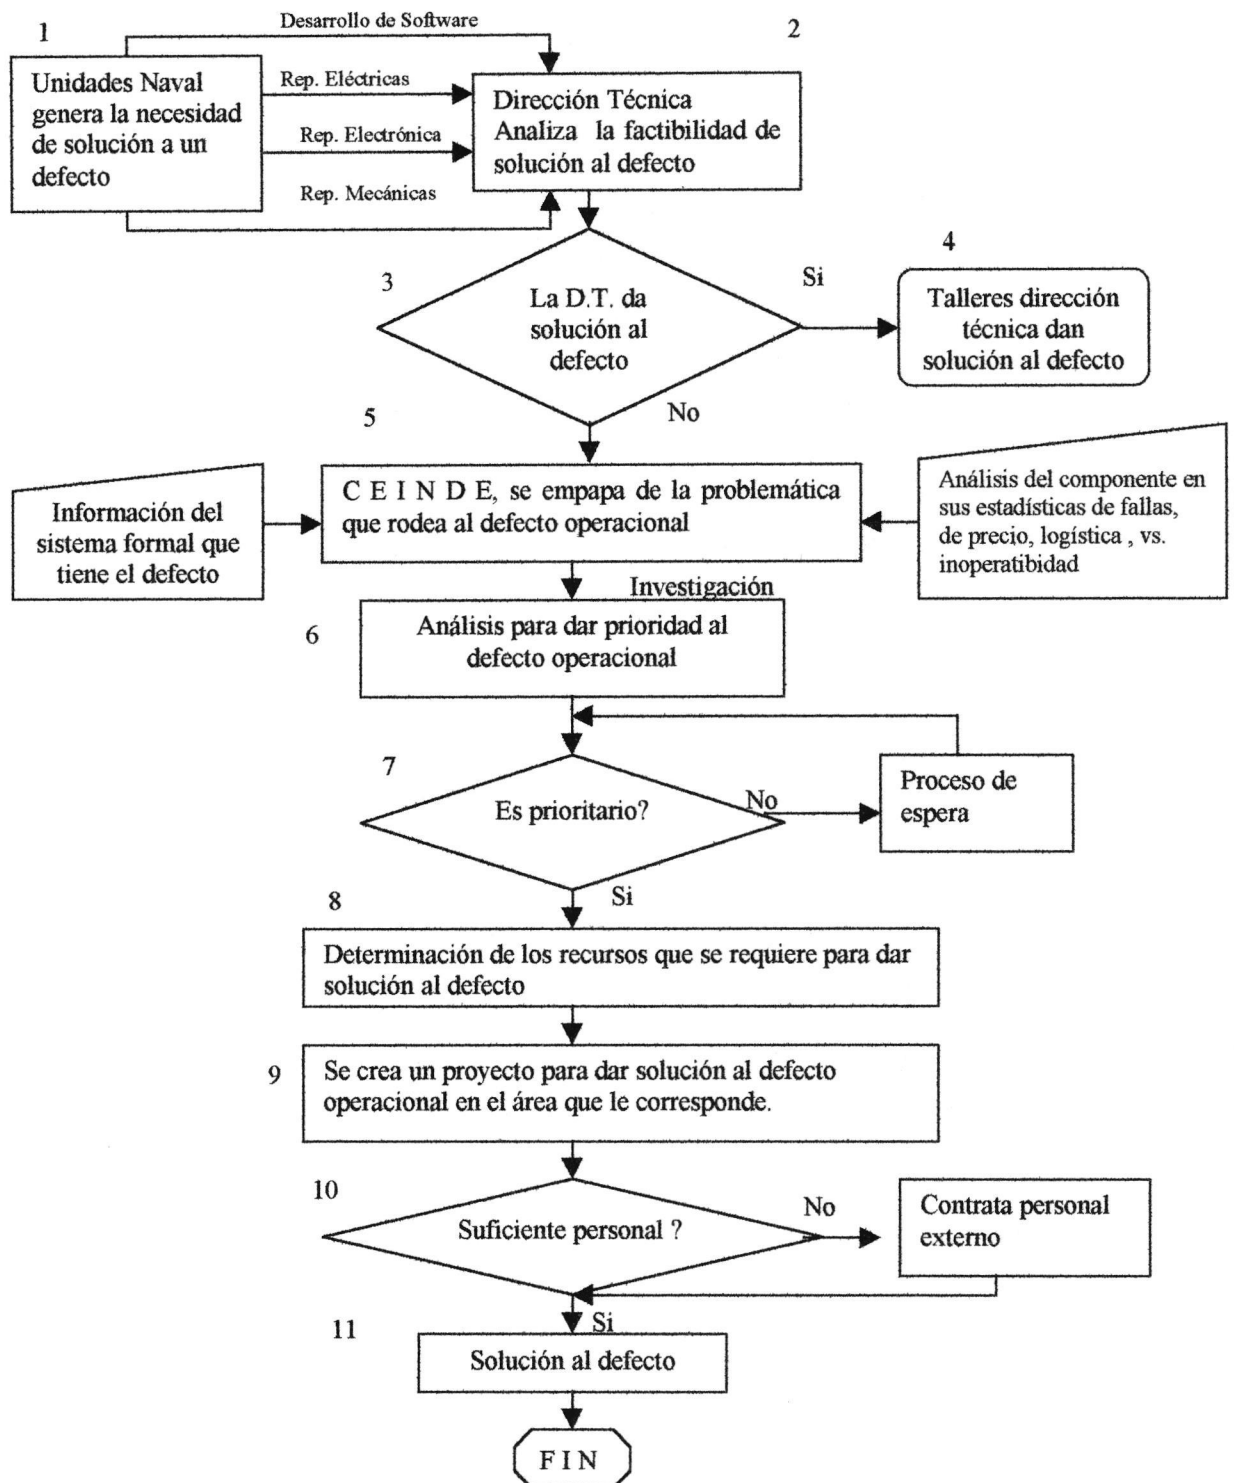 Desarrollo de Software
1
2
Unidades Naval
genera la necesidad
de solución a un
defecto
Rep. Eléctricas
Rep. Electrónica
Rep. Mecánicas
Dirección Técnica
Analiza la factibilidad de
solución al defecto
3
La D.T. da
solución al
defecto
Si
4
Talleres dirección
técnica dan
solución al defecto
No
5
Información del
sistema formal que
tiene el defecto
C E I N D E, se empapa de la problemática
que rodea al defecto operacional
Análisis del componente en
sus estadísticas de fallas,
de precio, logística , vs.
inoperatibidad
Investigación
6
Análisis para dar prioridad al
defecto operacional
7
Es prioritario?
No
Proceso de
espera
Si
8
Determinación de los recursos que se requiere para dar
solución al defecto
9
Se crea un proyecto para dar solución al defecto
operacional en el área que le corresponde.
10
Suficiente personal ?
No
Contrata personal
externo
Si
11
Solución al defecto
F I N